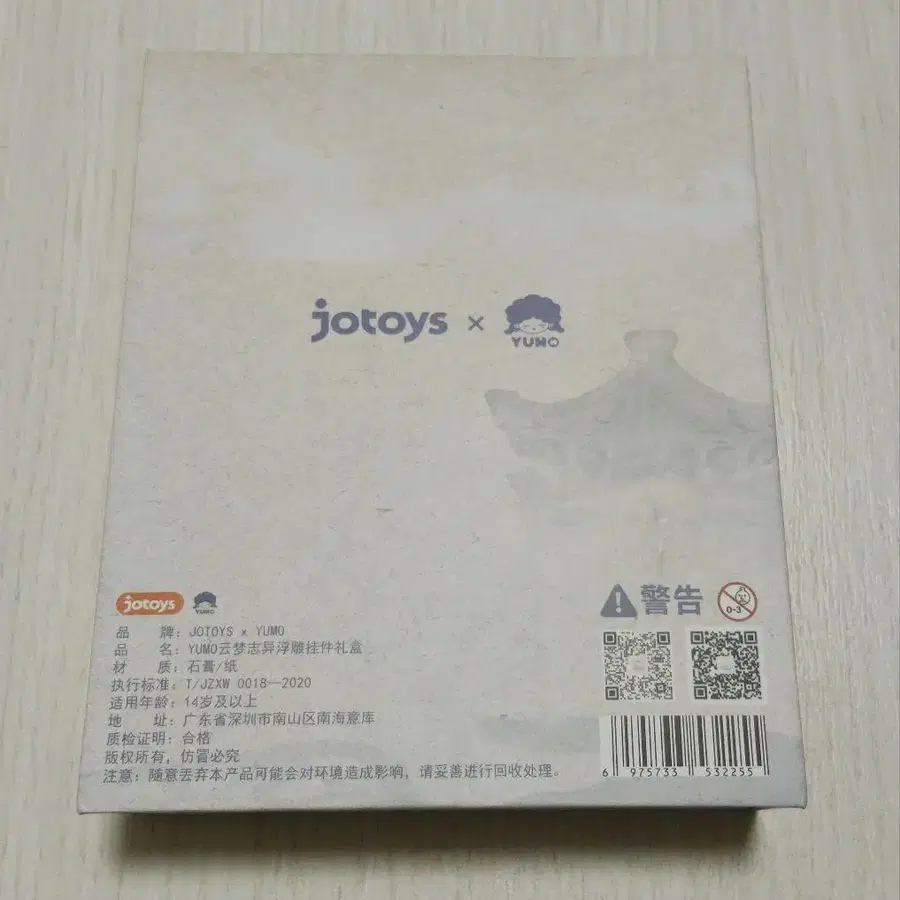 jotoys × YUMO
jotoys YUMO
警告 0-3
品 牌: JOTOYS x YUMO
品 名: YUMO云梦志异浮雕挂件礼盒
材 质: 石膏/纸
执行标准: T/JZXW 0018—2020
适用年龄: 14岁及以上
地 址: 广东省深圳市南山区南海意库
质检证明: 合格
版权所有, 仿冒必究
注意: 随意丢弃本产品可能会对环境造成影响, 请妥善进行回收处理。
6 975733 532255